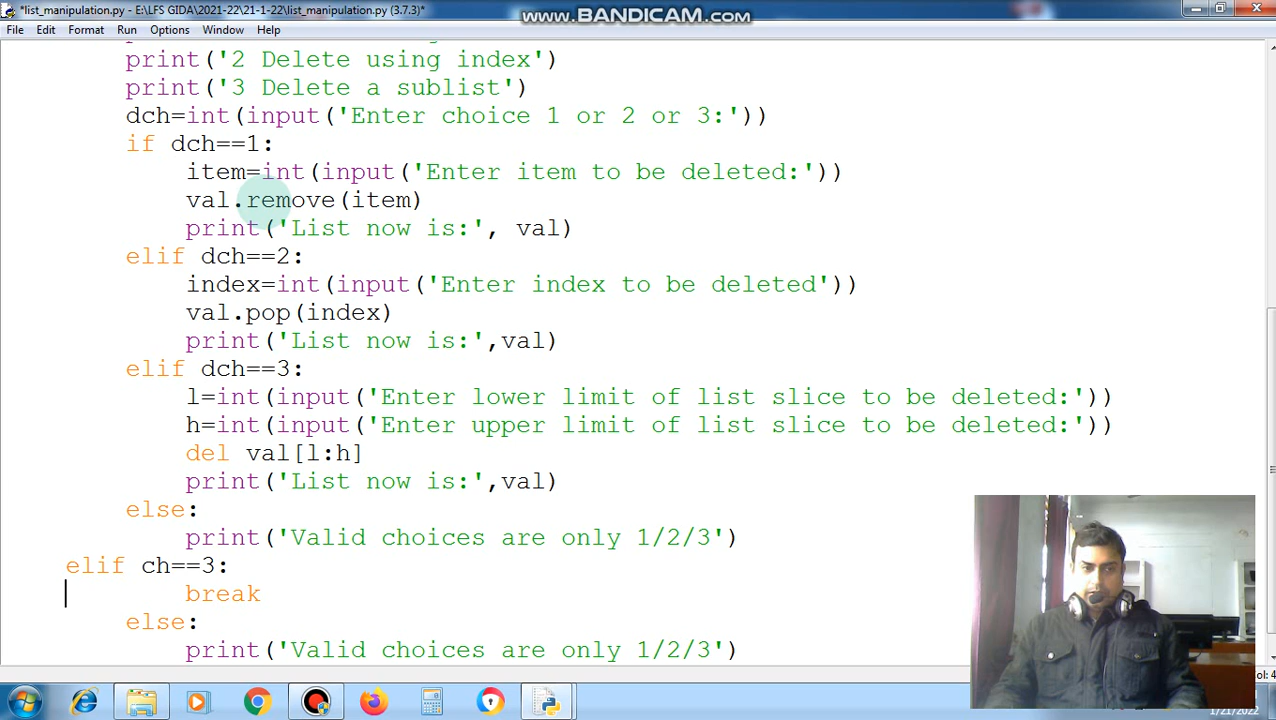 *list_manipulation.py - E:\LFS GIDA\2021-22\21-1-22\list_manipulation.py (3.7.3)*
www.BANDICAM.com
File Edit Format Run Options Window Help
print('2 Delete using index')
print('3 Delete a sublist')
dch=int(input('Enter choice 1 or 2 or 3:'))
if dch==1:
item=int(input('Enter item to be deleted:'))
val.remove(item)
print('List now is:', val)
elif dch==2:
index=int(input('Enter index to be deleted'))
val.pop(index)
print('List now is:',val)
elif dch==3:
l=int(input('Enter lower limit of list slice to be deleted:'))
h=int(input('Enter upper limit of list slice to be deleted:'))
del val[l:h]
print('List now is:',val)
else:
print('Valid choices are only 1/2/3')
elif ch==3:
break
else:
print('Valid choices are only 1/2/3')
1/21/2022